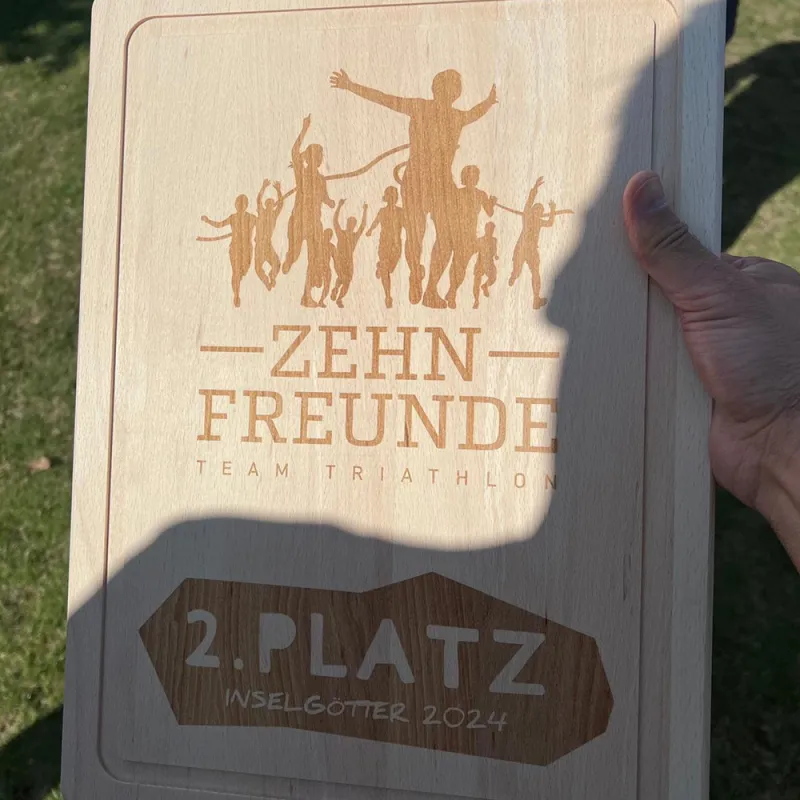 ZEHN
FREUNDE
TEAM TRIATHLON
2. PLATZ
INSELGÖTTER 2024